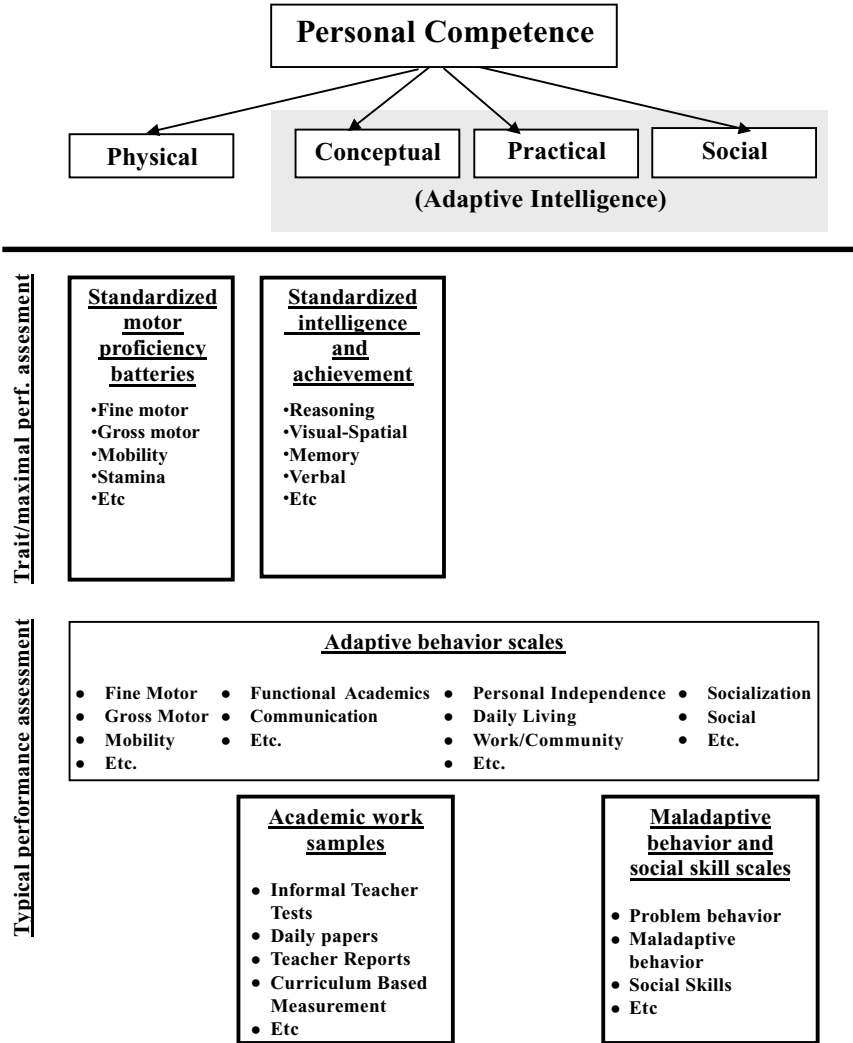 Personal Competence
Physical
Conceptual
Practical
Social
(Adaptive Intelligence)
Trait/maximal perf. assesment
Standardized
motor
proficiency
batteries
•Fine motor
•Gross motor
•Mobility
•Stamina
•Etc
Standardized
intelligence
and
achievement
•Reasoning
•Visual-Spatial
•Memory
•Verbal
•Etc
Typical performance assessment
Adaptive behavior scales
● Fine Motor
● Gross Motor
● Mobility
● Etc.
● Functional Academics
● Communication
● Etc.
● Personal Independence
● Daily Living
● Work/Community
● Etc.
● Socialization
● Social
● Etc.
Academic work
samples
● Informal Teacher
Tests
● Daily papers
● Teacher Reports
● Curriculum Based
Measurement
● Etc
Maladaptive
behavior and
social skill scales
● Problem behavior
● Maladaptive
behavior
● Social Skills
● Etc